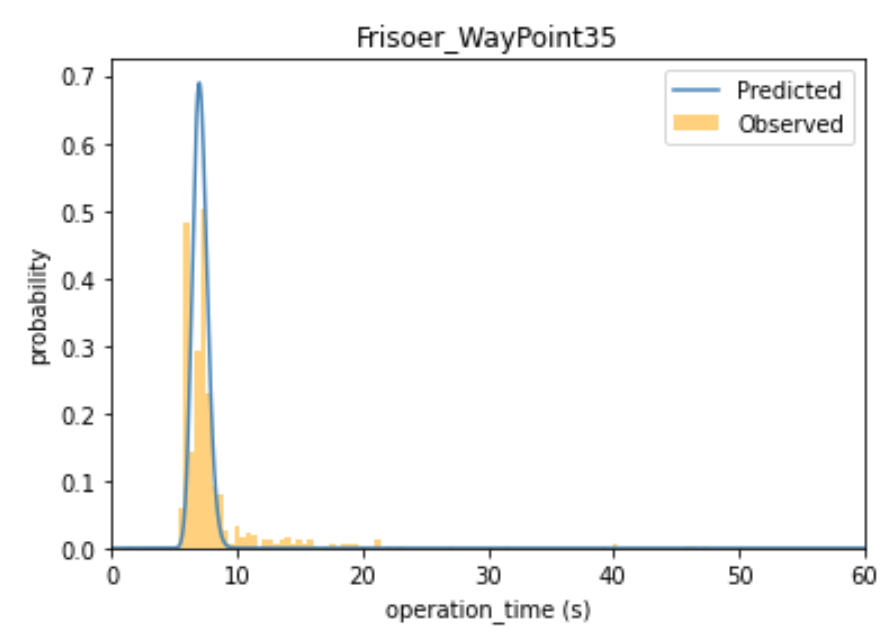 Frisoer_WayPoint35
Predicted
Observed
probability
0.7
0.6
0.5
0.4
0.3
0.2
0.1
0.0
0 10 20 30 40 50 60
operation_time (s)